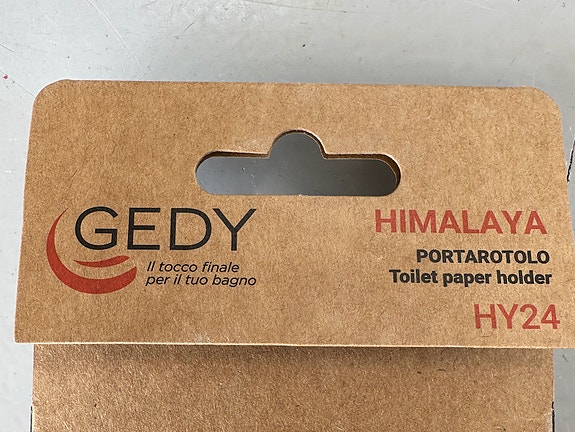 GEDY
Il tocco finale
per il tuo bagno
HIMALAYA
PORTAROTOLO
Toilet paper holder
HY24